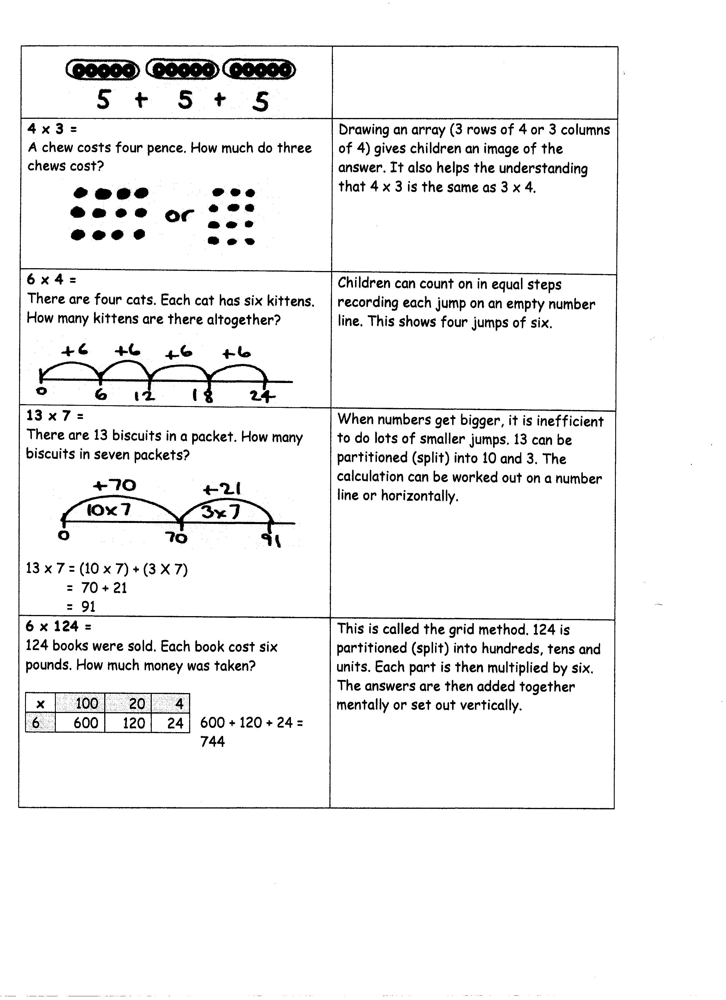 5 + 5 + 5
4 x 3 =
A chew costs four pence. How much do three
chews cost?
or
Drawing an array (3 rows of 4 or 3 columns
of 4) gives children an image of the
answer. It also helps the understanding
that 4 x 3 is the same as 3 x 4.
6 x 4 =
There are four cats. Each cat has six kittens.
How many kittens are there altogether?
+6 +6 +6 +6
0 6 12 18 24
Children can count on in equal steps
recording each jump on an empty number
line. This shows four jumps of six.
13 x 7 =
There are 13 biscuits in a packet. How many
biscuits in seven packets?
+70 +21
10x7 3x7
0 70 91
13 x 7 = (10 x 7) + (3 X 7)
= 70 + 21
= 91
When numbers get bigger, it is inefficient
to do lots of smaller jumps. 13 can be
partitioned (split) into 10 and 3. The
calculation can be worked out on a number
line or horizontally.
6 x 124 =
124 books were sold. Each book cost six
pounds. How much money was taken?
x 100 20 4
6 600 120 24
600 + 120 + 24 =
744
This is called the grid method. 124 is
partitioned (split) into hundreds, tens and
units. Each part is then multiplied by six.
The answers are then added together
mentally or set out vertically.